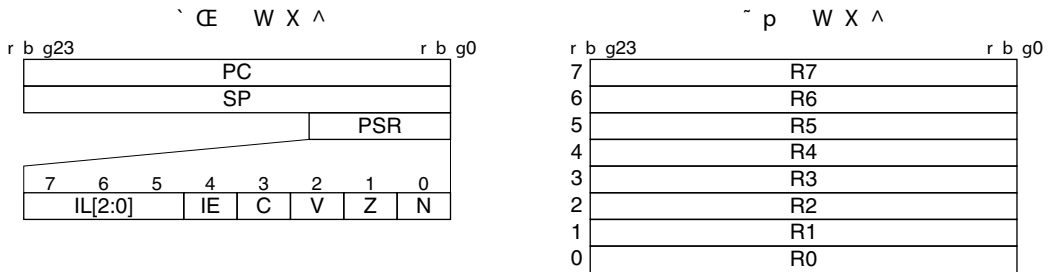 ` Œ W X ^
r b g23 r b g0
PC
SP
PSR
7 6 5 4 3 2 1 0
IL[2:0] IE C V Z N
˜ p W X ^
r b g23 r b g0
7 R7
6 R6
5 R5
4 R4
3 R3
2 R2
1 R1
0 R0